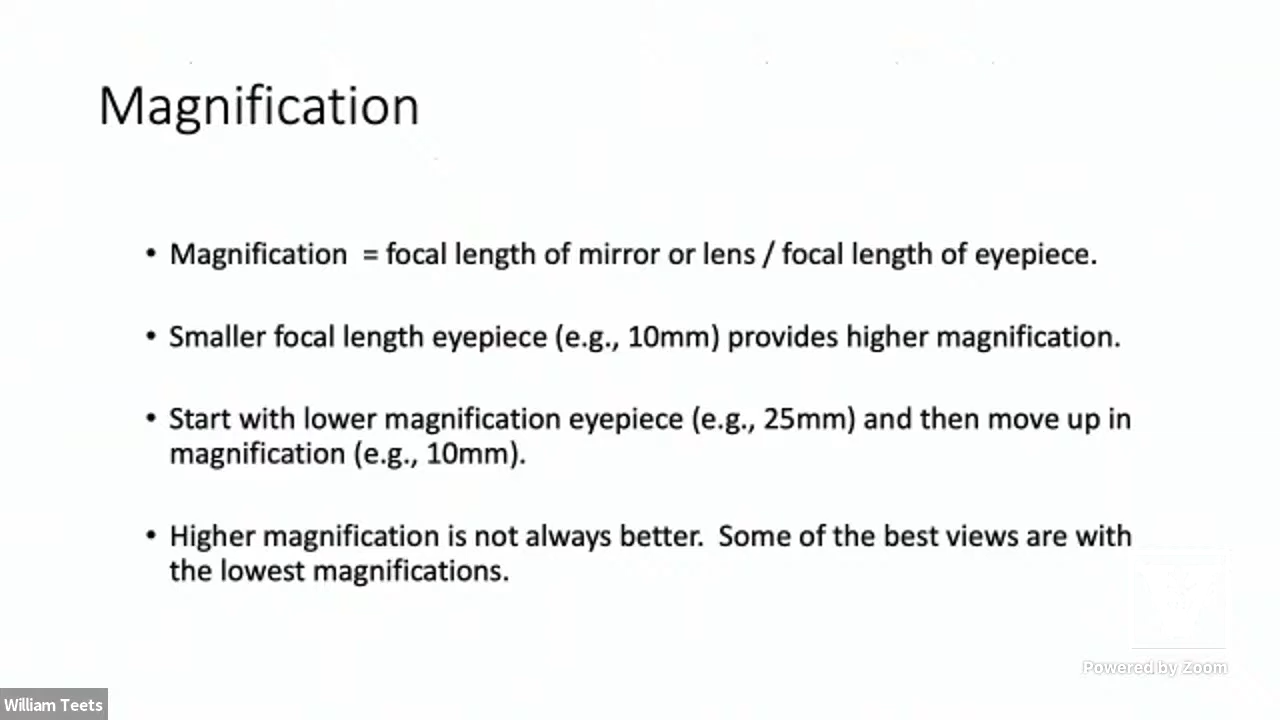 Magnification
• Magnification  = focal length of mirror or lens / focal length of eyepiece.
• Smaller focal length eyepiece (e.g., 10mm) provides higher magnification.
• Start with lower magnification eyepiece (e.g., 25mm) and then move up in
magnification (e.g., 10mm).
• Higher magnification is not always better.  Some of the best views are with
the lowest magnifications.
Powered by Zoom
William Teets